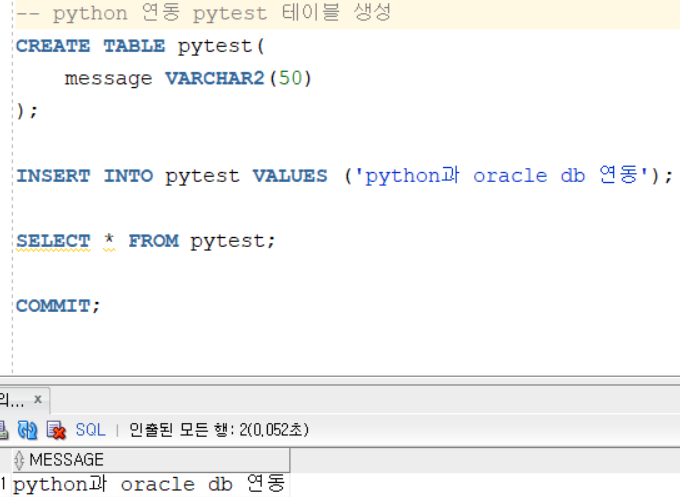 -- python 연동 pytest 테이블 생성
CREATE TABLE pytest(
    message VARCHAR2(50)
);
INSERT INTO pytest VALUES ('python과 oracle db 연동');
SELECT * FROM pytest;
COMMIT;
의... x
SQL | 인출된 모든 행: 2(0,052초)
MESSAGE
1 python과 oracle db 연동